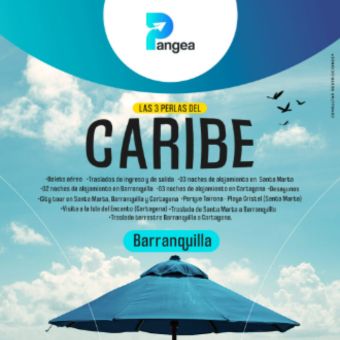 Pangea
LAS 3 PERLAS DEL
CARIBE
•Boleto aéreo •Traslados de ingreso y de salida •03 noches de alojamiento en Santa Marta
•02 noches de alojamiento en Barranquilla •03 noches de alojamiento en Cartagena •Desayunos
•City tour en Santa Marta, Barranquilla y Cartagena •Parque Tairona - Playa Cristal (Santa Marta)
•Visita a la Isla del Encanto (Cartagena) •Traslado de Santa Marta a Barranquilla
•Traslado terrestre Barranquilla a Cartagena.
Barranquilla